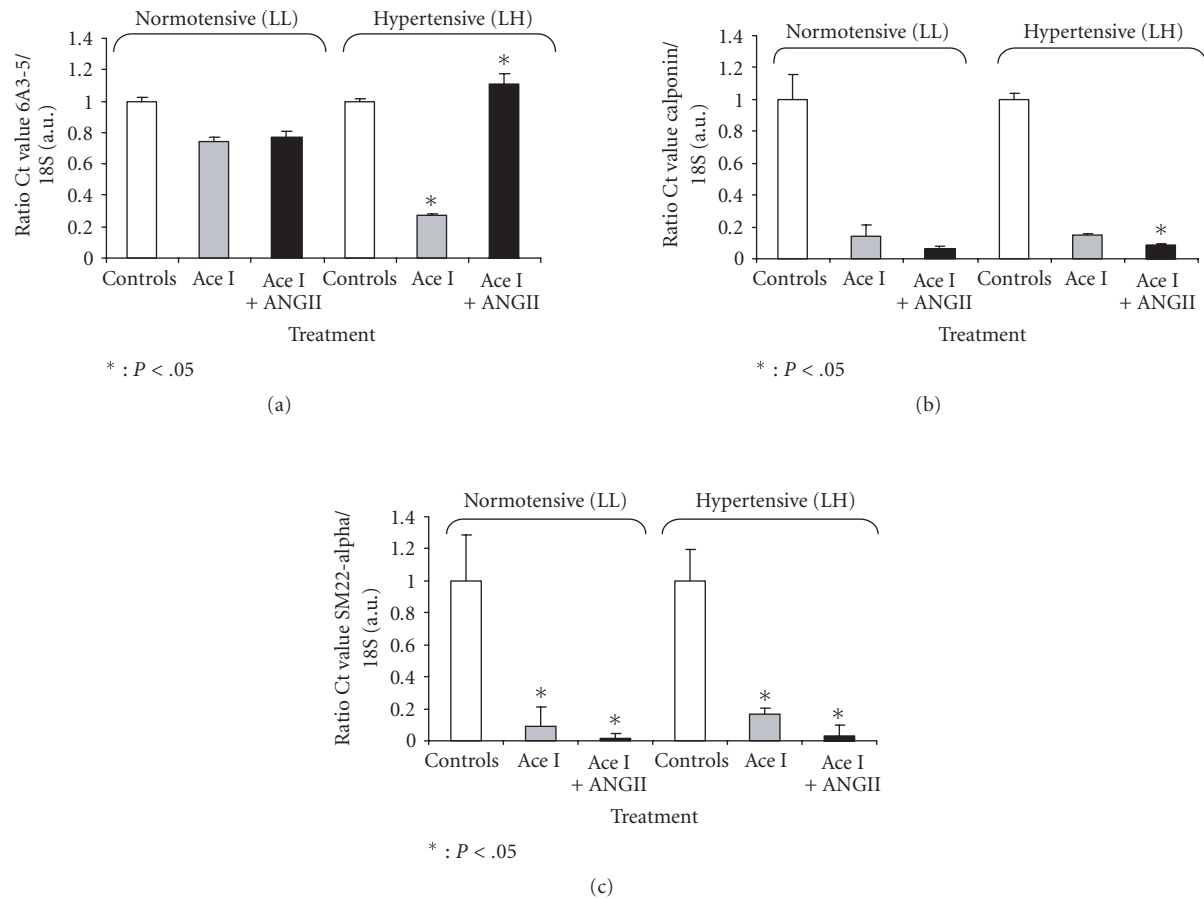 Normotensive (LL) Hypertensive (LH)
Ratio Ct value 6A3-5/
18S (a.u.)
1.4
1.2
1
0.8
0.6
0.4
0.2
0
*
*
Controls Ace I Ace I Controls Ace I Ace I
+ ANGII + ANGII
Treatment
* : P < .05
(a)
Normotensive (LL) Hypertensive (LH)
Ratio Ct value calponin/
18S (a.u.)
1.4
1.2
1
0.8
0.6
0.4
0.2
0
*
Controls Ace I Ace I Controls Ace I Ace I
+ ANGII + ANGII
Treatment
* : P < .05
(b)
Normotensive (LL) Hypertensive (LH)
Ratio Ct value SM22-alpha/
18S (a.u.)
1.4
1.2
1
0.8
0.6
0.4
0.2
0
* * * *
Controls Ace I Ace I Controls Ace I Ace I
+ ANGII + ANGII
Treatment
* : P < .05
(c)